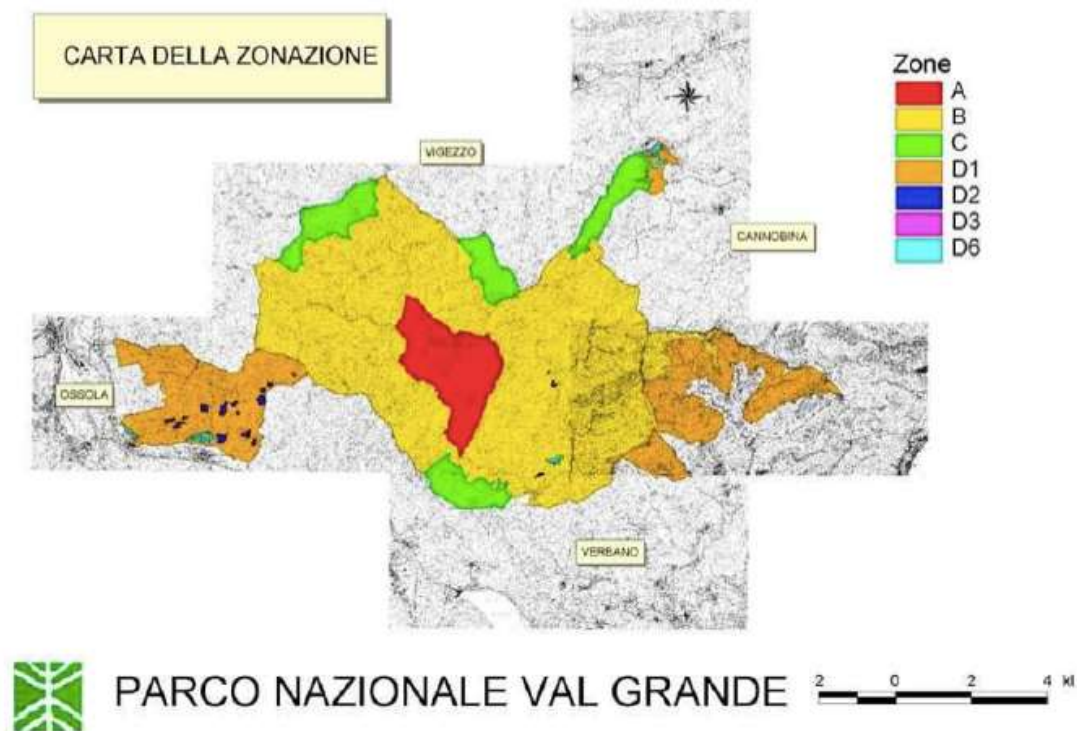 CARTA DELLA ZONAZIONE
Zone
A
B
C
D1
D2
D3
D6
VIGEZZO
CANNOBINA
OSSOLA
VERBANO
PARCO NAZIONALE VAL GRANDE
2 0 2 4 kl